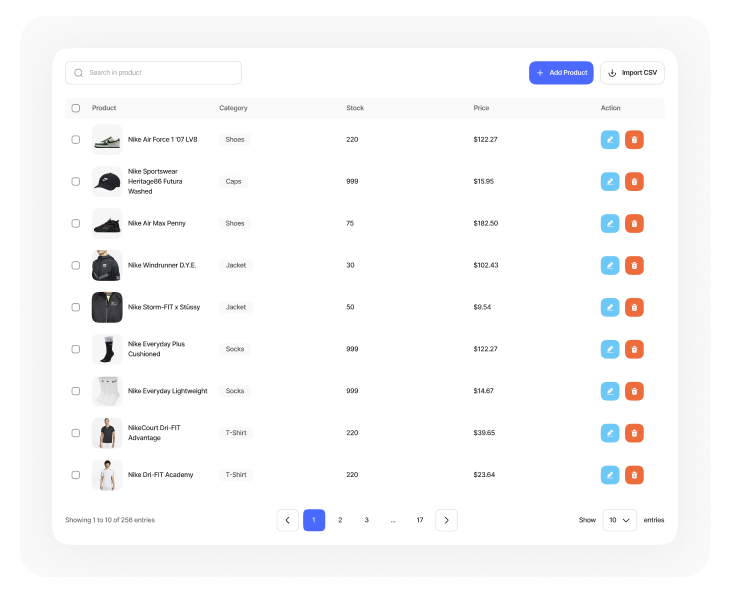 Search in product
Add Product
Import CSV
Product Category Stock Price Action
Nike Air Force 1 '07 LV8 Shoes 220 $122.27
Nike Sportswear
Heritage86 Futura
Washed
Caps 999 $15.95
Nike Air Max Penny Shoes 75 $182.50
Nike Windrunner D.Y.E. Jacket 30 $102.43
Nike Storm-FIT x Stüssy Jacket 50 $9.54
Nike Everyday Plus
Cushioned
Socks 999 $122.27
Nike Everyday Lightweight Socks 999 $14.67
NikeCourt Dri-FIT
Advantage
T-Shirt 220 $39.65
Nike Dri-FIT Academy T-Shirt 220 $23.64
Showing 1 to 10 of 256 entries
1 2 3 ... 17
Show 10 entries